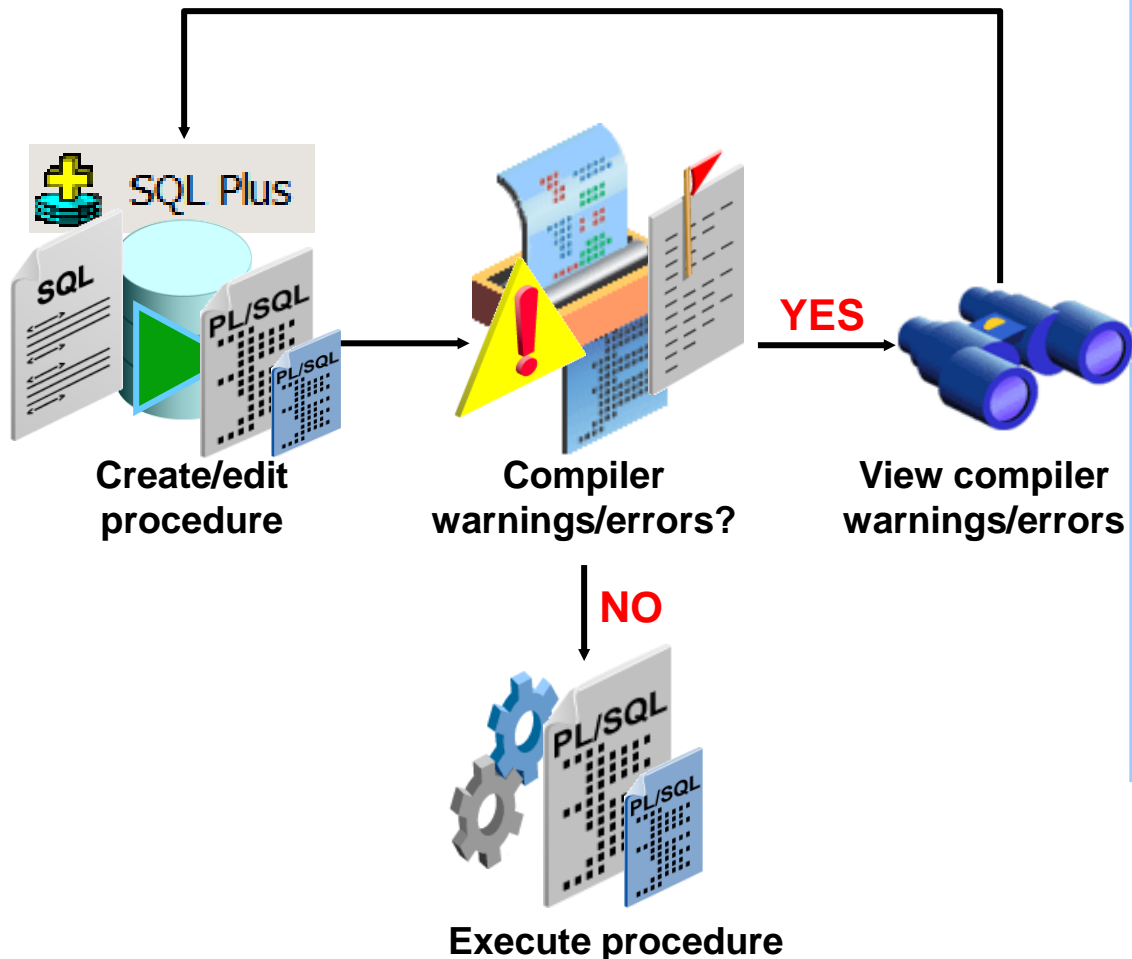 SQL Plus
SQL
PL/SQL
PL/SQL
Create/edit
procedure
Compiler
warnings/errors?
YES
View compiler
warnings/errors
NO
PL/SQL
PL/SQL
Execute procedure